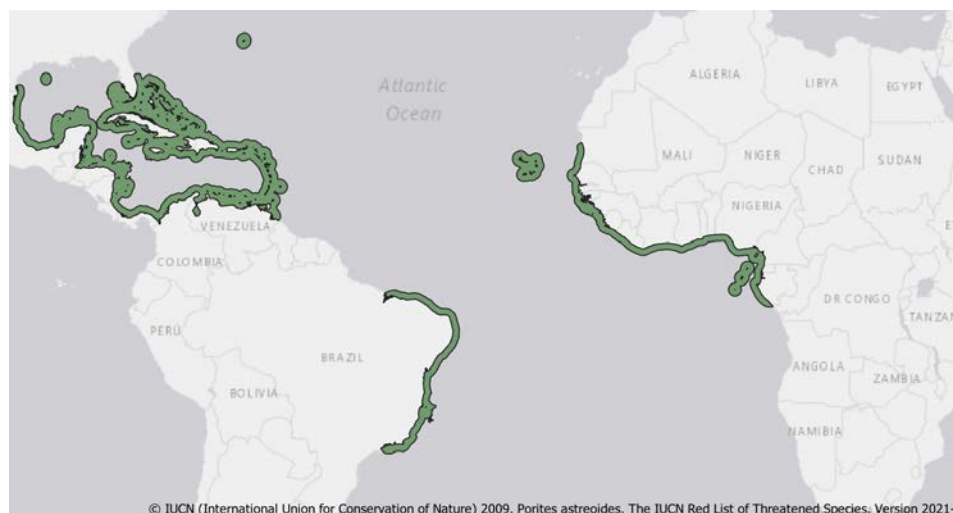 Atlantic
Ocean
ALGERIA
LIBYA
EGYPT
MALI
NIGER
CHAD
SUDAN
NIGERIA
VENEZUELA
COLOMBIA
DR CONGO
TANZAN
PERÚ
BRAZIL
BOLIVIA
ANGOLA
ZAMBIA
NAMIBIA
© IUCN (International Union for Conservation of Nature) 2009. Porites astreoides. The IUCN Red List of Threatened Species. Version 2021-